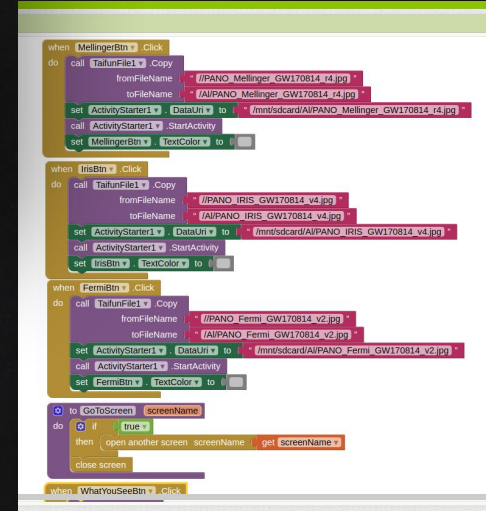 when MellingerBtn .Click
do call TaifunFile1 .Copy
fromFileName " //PANO_Mellinger_GW170814_r4.jpg "
toFileName " /AI/PANO_Mellinger_GW170814_r4.jpg "
set ActivityStarter1 . DataUri to " /mnt/sdcard/AI/PANO_Mellinger_GW170814_r4.jpg "
call ActivityStarter1 .StartActivity
set MellingerBtn . TextColor to
when IrisBtn .Click
do call TaifunFile1 .Copy
fromFileName " //PANO_IRIS_GW170814_v4.jpg "
toFileName " /AI/PANO_IRIS_GW170814_v4.jpg "
set ActivityStarter1 . DataUri to " /mnt/sdcard/AI/PANO_IRIS_GW170814_v4.jpg "
call ActivityStarter1 .StartActivity
set IrisBtn . TextColor to
when FermiBtn .Click
do call TaifunFile1 .Copy
fromFileName " //PANO_Fermi_GW170814_v2.jpg "
toFileName " /AI/PANO_Fermi_GW170814_v2.jpg "
set ActivityStarter1 . DataUri to " /mnt/sdcard/AI/PANO_Fermi_GW170814_v2.jpg "
call ActivityStarter1 .StartActivity
set FermiBtn . TextColor to
to GoToScreen screenName
do if true
then open another screen screenName get screenName
close screen
when WhatYouSeeBtn .Click